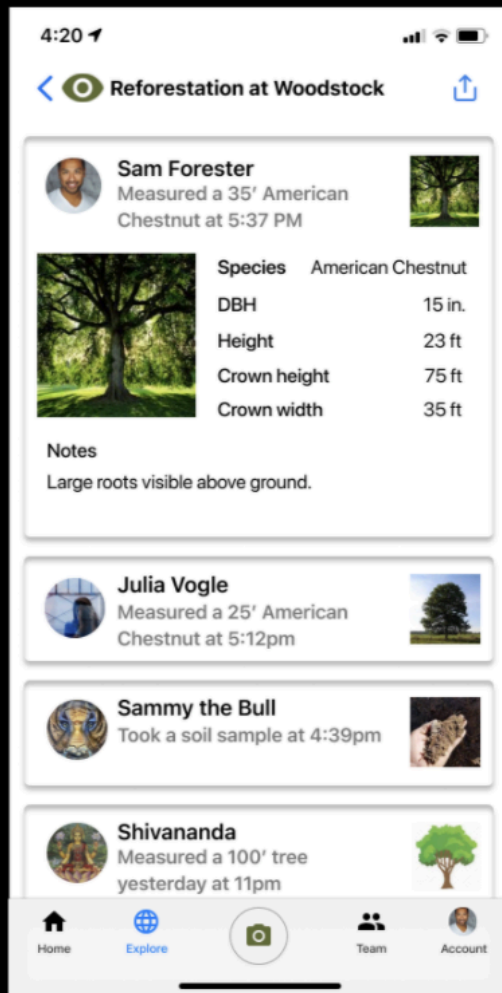 4:20
Reforestation at Woodstock
Sam Forester
Measured a 35’ American
Chestnut at 5:37 PM
Species American Chestnut
DBH 15 in.
Height 23 ft
Crown height 75 ft
Crown width 35 ft
Notes
Large roots visible above ground.
Julia Vogle
Measured a 25’ American
Chestnut at 5:12pm
Sammy the Bull
Took a soil sample at 4:39pm
Shivananda
Measured a 100’ tree
yesterday at 11pm
Home Explore Team Account